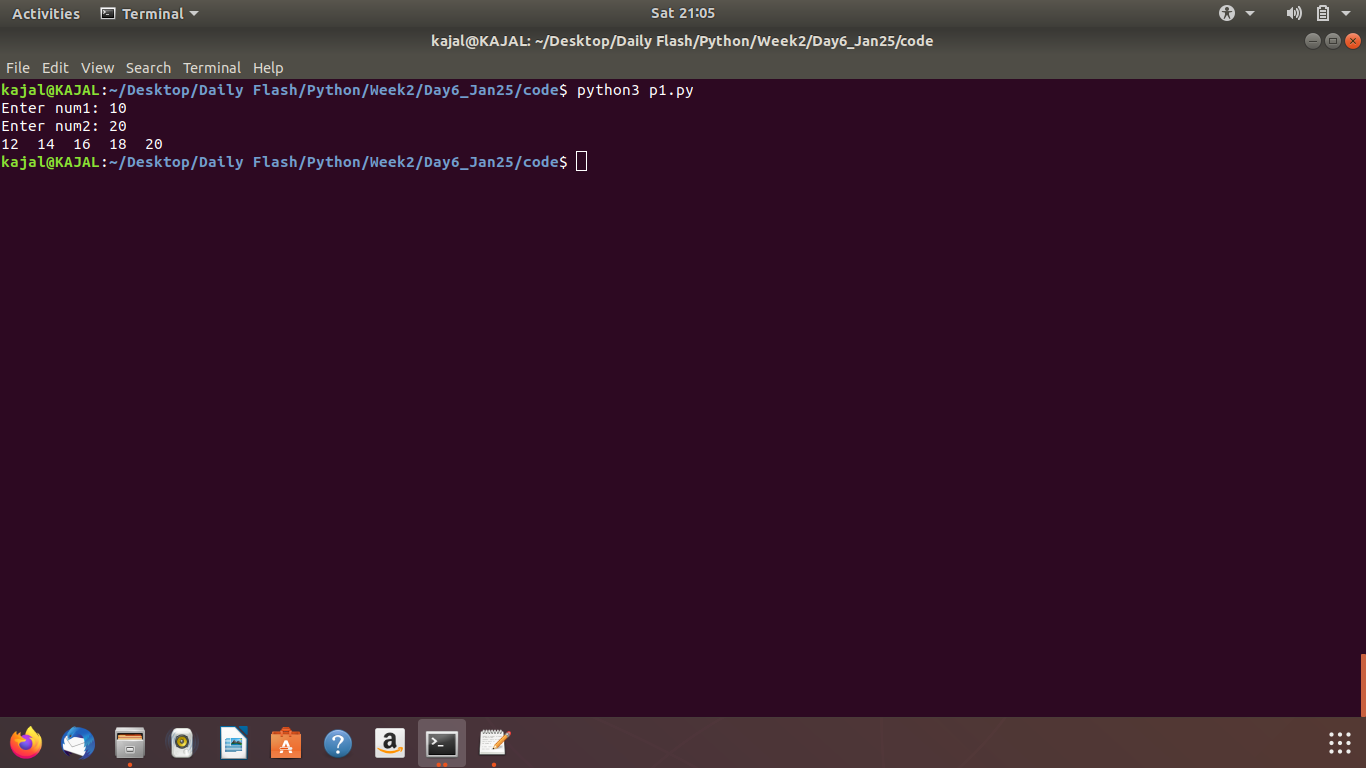 Activities Terminal Sat 21:05
kajal@KAJAL: ~/Desktop/Daily Flash/Python/Week2/Day6_Jan25/code
File Edit View Search Terminal Help
kajal@KAJAL:~/Desktop/Daily Flash/Python/Week2/Day6_Jan25/code$ python3 p1.py
Enter num1: 10
Enter num2: 20
12  14  16  18  20
kajal@KAJAL:~/Desktop/Daily Flash/Python/Week2/Day6_Jan25/code$